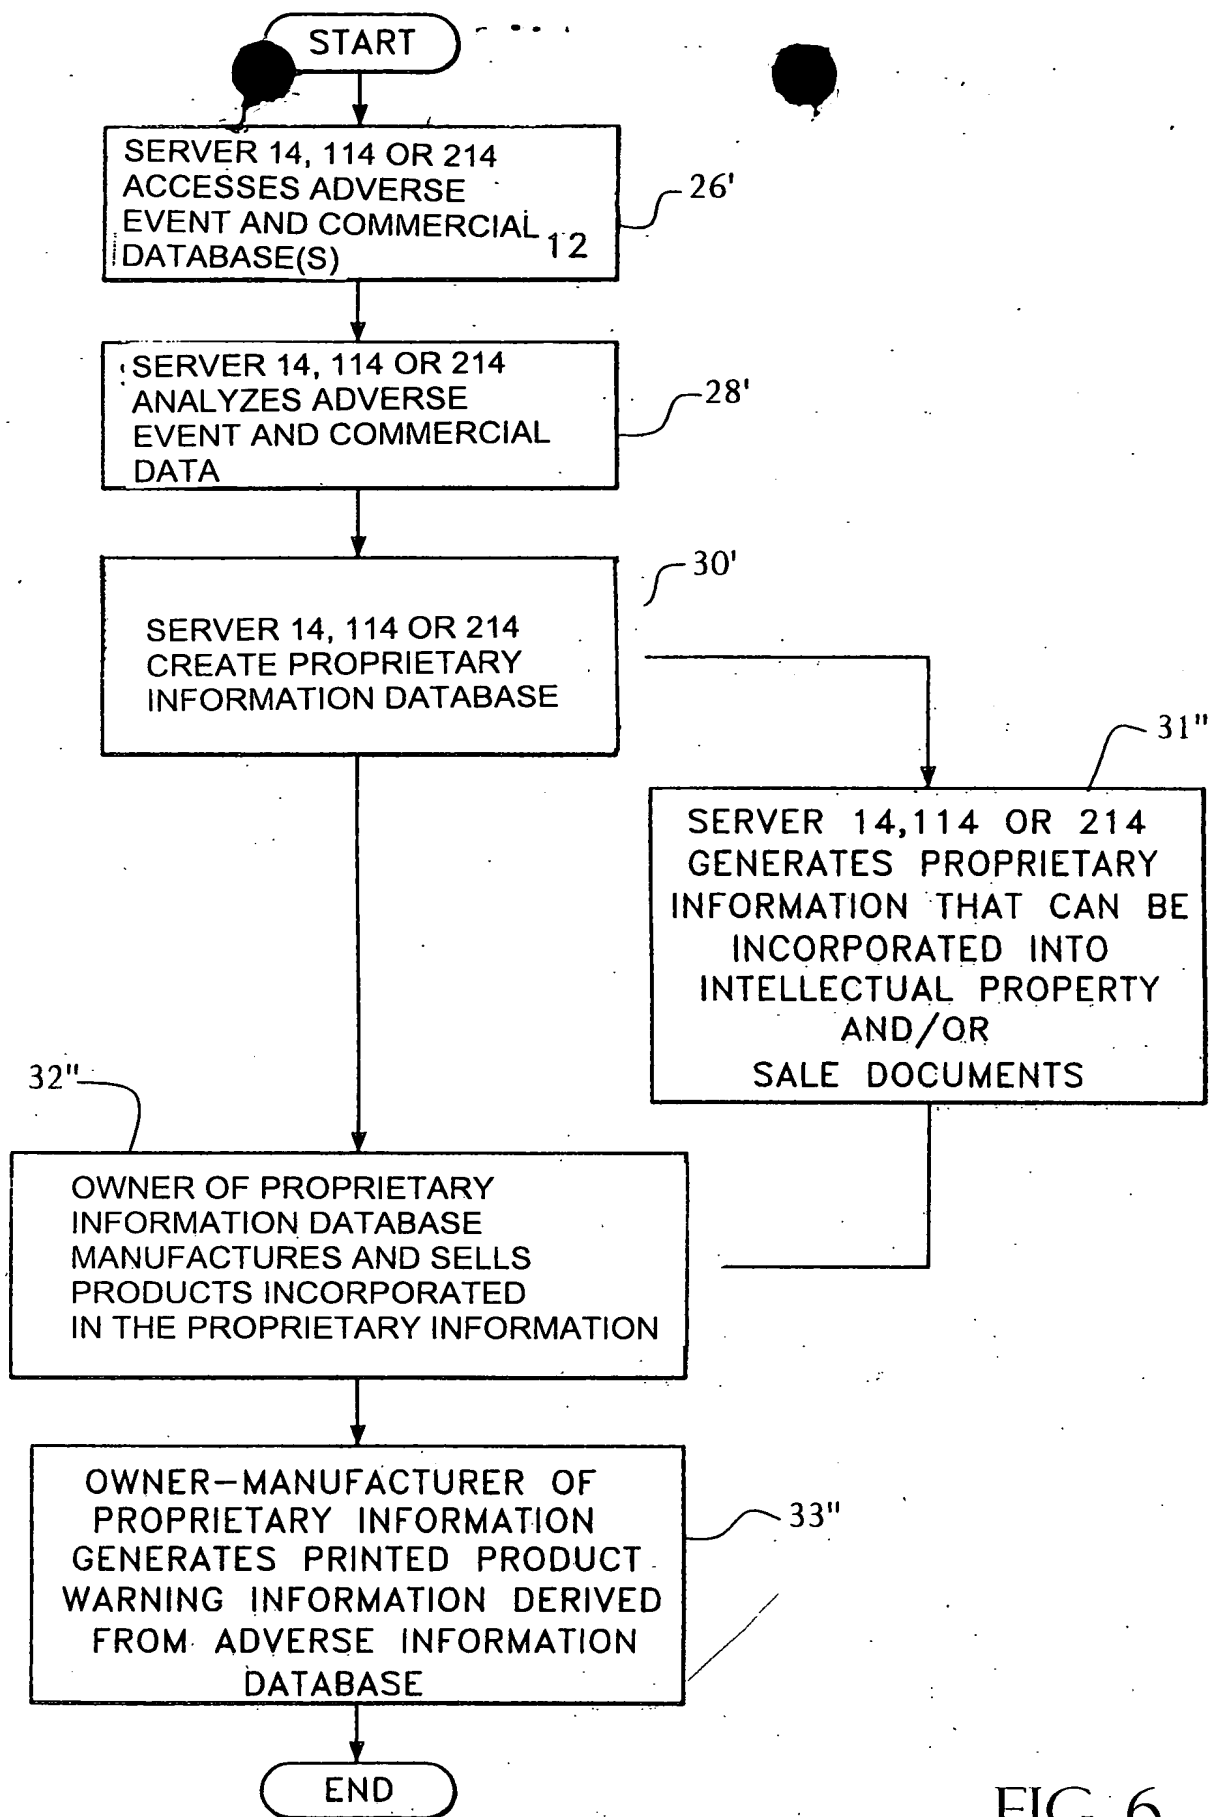 START
SERVER 14, 114 OR 214
ACCESSES ADVERSE
EVENT AND COMMERCIAL
DATABASE(S) 12
26'
SERVER 14, 114 OR 214
ANALYZES ADVERSE
EVENT AND COMMERCIAL
DATA
28'
30'
SERVER 14, 114 OR 214
CREATE PROPRIETARY
INFORMATION DATABASE
31"
SERVER 14,114 OR 214
GENERATES PROPRIETARY
INFORMATION THAT CAN BE
INCORPORATED INTO
INTELLECTUAL PROPERTY
AND/OR
SALE DOCUMENTS
32"
OWNER OF PROPRIETARY
INFORMATION DATABASE
MANUFACTURES AND SELLS
PRODUCTS INCORPORATED
IN THE PROPRIETARY INFORMATION
OWNER-MANUFACTURER OF
PROPRIETARY INFORMATION
GENERATES PRINTED PRODUCT
WARNING INFORMATION DERIVED
FROM ADVERSE INFORMATION
DATABASE
33"
END
FIG. 6